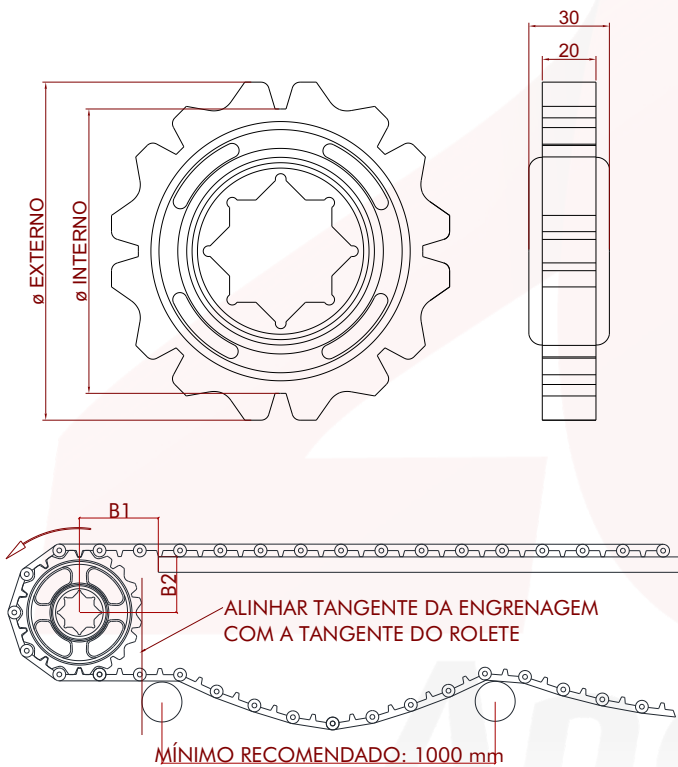 30
20
ø EXTERNO
ø INTERNO
B1
B2
ALINHAR TANGENTE DA ENGRENAGEM
COM A TANGENTE DO ROLETE
MÍNIMO RECOMENDADO: 1000 mm